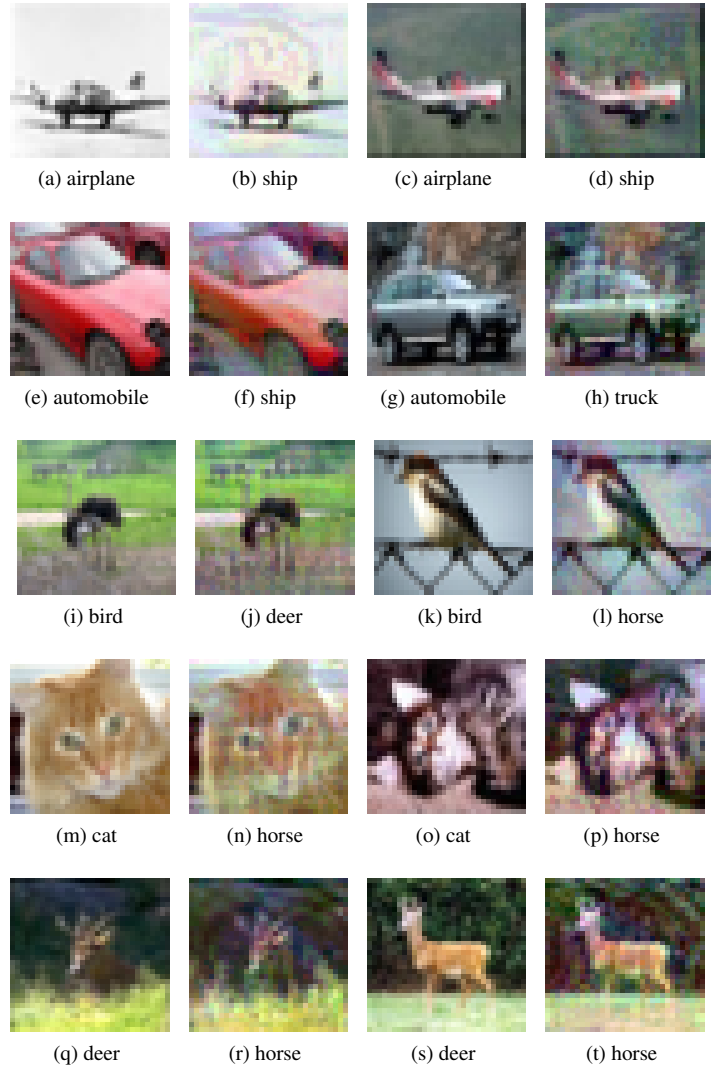 (a) airplane (b) ship (c) airplane (d) ship
(e) automobile (f) ship (g) automobile (h) truck
(i) bird (j) deer (k) bird (l) horse
(m) cat (n) horse (o) cat (p) horse
(q) deer (r) horse (s) deer (t) horse